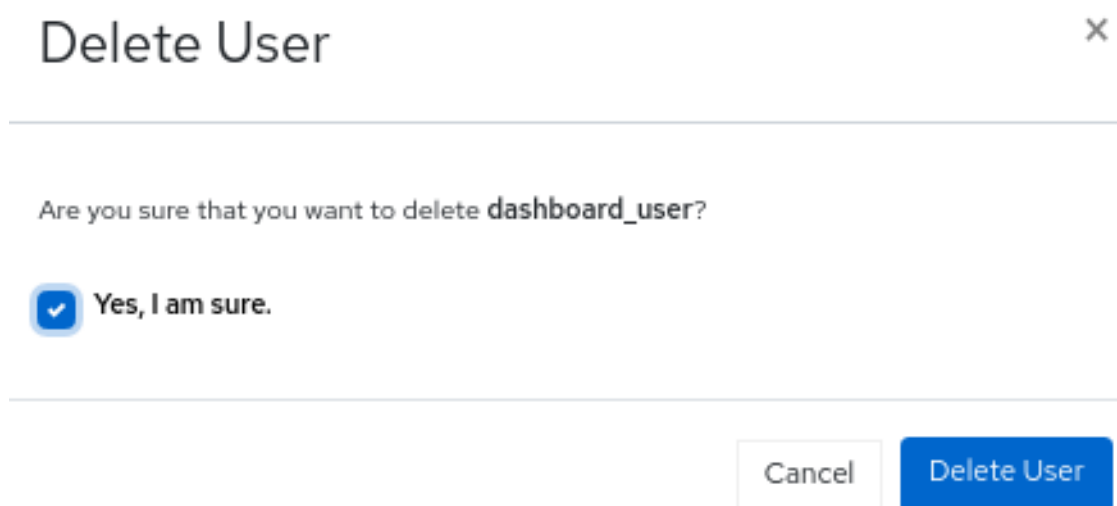 Delete User
Are you sure that you want to delete dashboard_user?
Yes, I am sure.
Cancel
Delete User